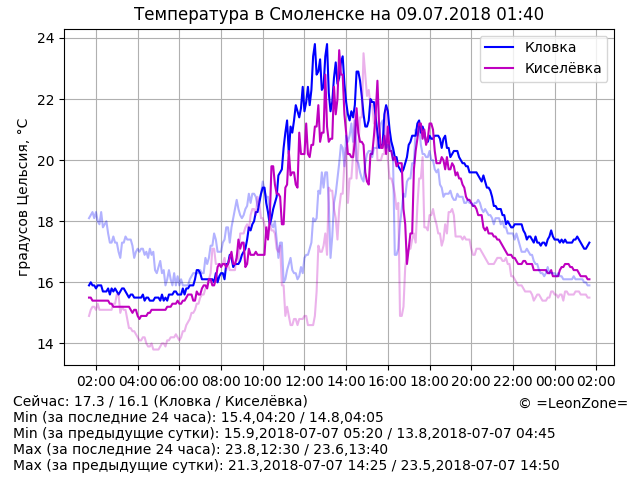 Температура в Смоленске на 09.07.2018 01:40
24
22
20
18
16
14
градусов Цельсия, °C
Кловка
Киселёвка
02:00 04:00 06:00 08:00 10:00 12:00 14:00 16:00 18:00 20:00 22:00 00:00 02:00
Сейчас: 17.3 / 16.1 (Кловка / Киселёвка)
© =LeonZone=
Min (за последние 24 часа): 15.4,04:20 / 14.8,04:05
Min (за предыдущие сутки): 15.9,2018-07-07 05:20 / 13.8,2018-07-07 04:45
Max (за последние 24 часа): 23.8,12:30 / 23.6,13:40
Max (за предыдущие сутки): 21.3,2018-07-07 14:25 / 23.5,2018-07-07 14:50